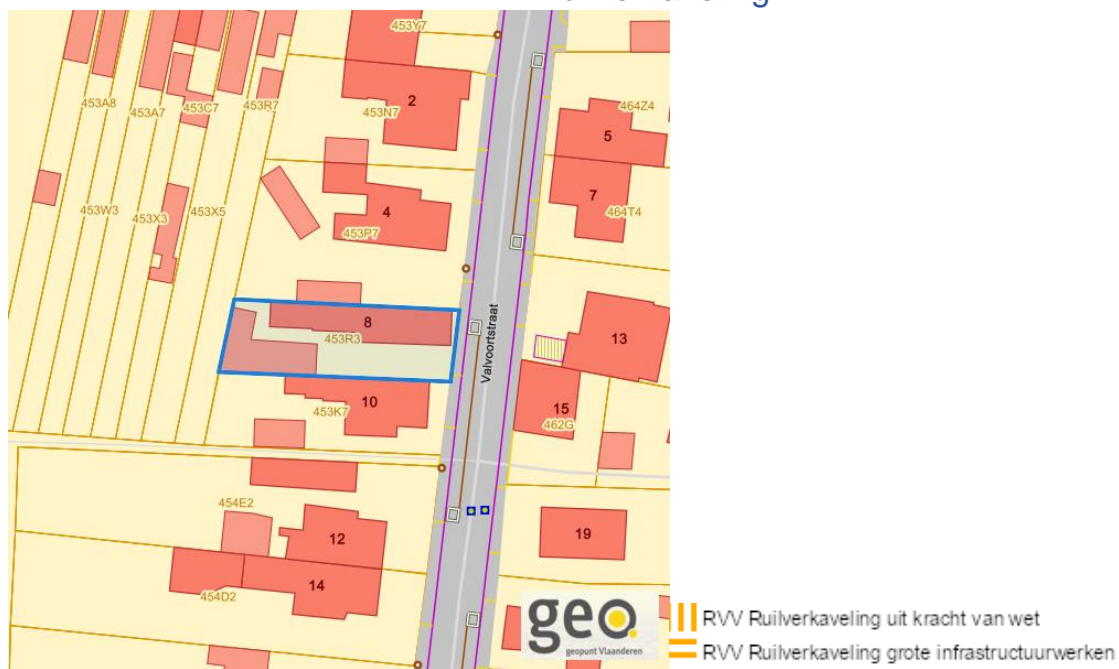 453Y7
453A8
453A7
453C7
453R7
2
453N7
464Z4
5
7
464T4
453W3
453X3
453X5
4
453P7
8
453R3
Valvoortstraat
13
10
453K7
15
462G
454E2
12
19
14
454D2
geo.
geopunt Vlaanderen
RVV Ruilverkaveling uit kracht van wet
RVV Ruilverkaveling grote infrastructuurwerken